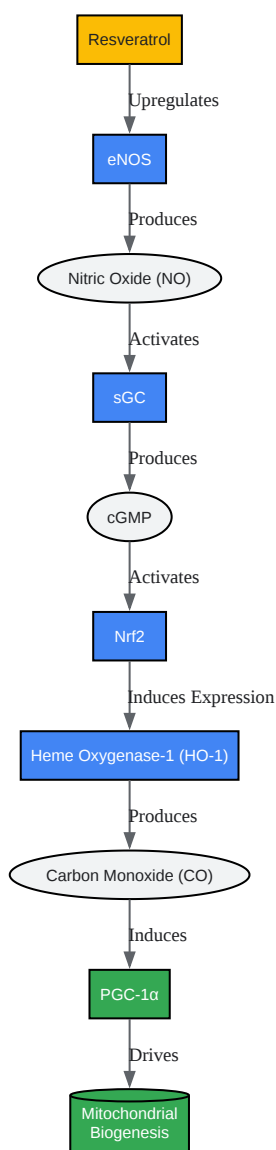 Resveratrol
Upregulates
eNOS
Produces
Nitric Oxide (NO)
Activates
sGC
Produces
cGMP
Activates
Nrf2
Induces Expression
Heme Oxygenase-1 (HO-1)
Produces
Carbon Monoxide (CO)
Induces
PGC-1α
Drives
Mitochondrial
Biogenesis